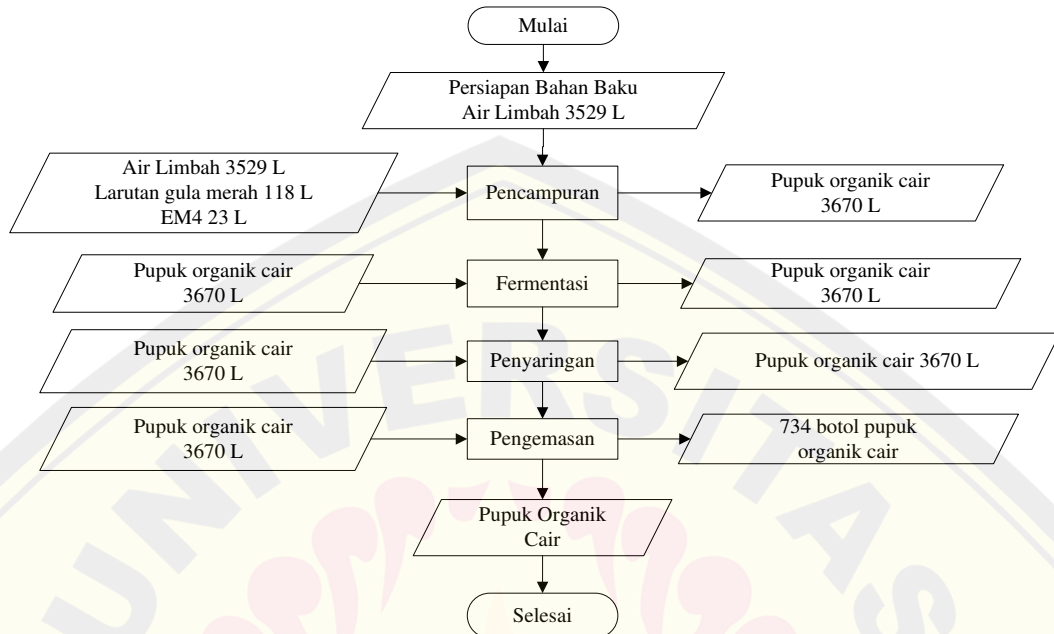 Mulai
Persiapan Bahan Baku
Air Limbah 3529 L
Air Limbah 3529 L
Larutan gula merah 118 L
EM4 23 L
Pencampuran
Pupuk organik cair
3670 L
Pupuk organik cair
3670 L
Fermentasi
Pupuk organik cair
3670 L
Pupuk organik cair
3670 L
Penyaringan
Pupuk organik cair 3670 L
Pupuk organik cair
3670 L
Pengemasan
734 botol pupuk
organik cair
Pupuk Organik
Cair
Selesai
UNIVERSITAS